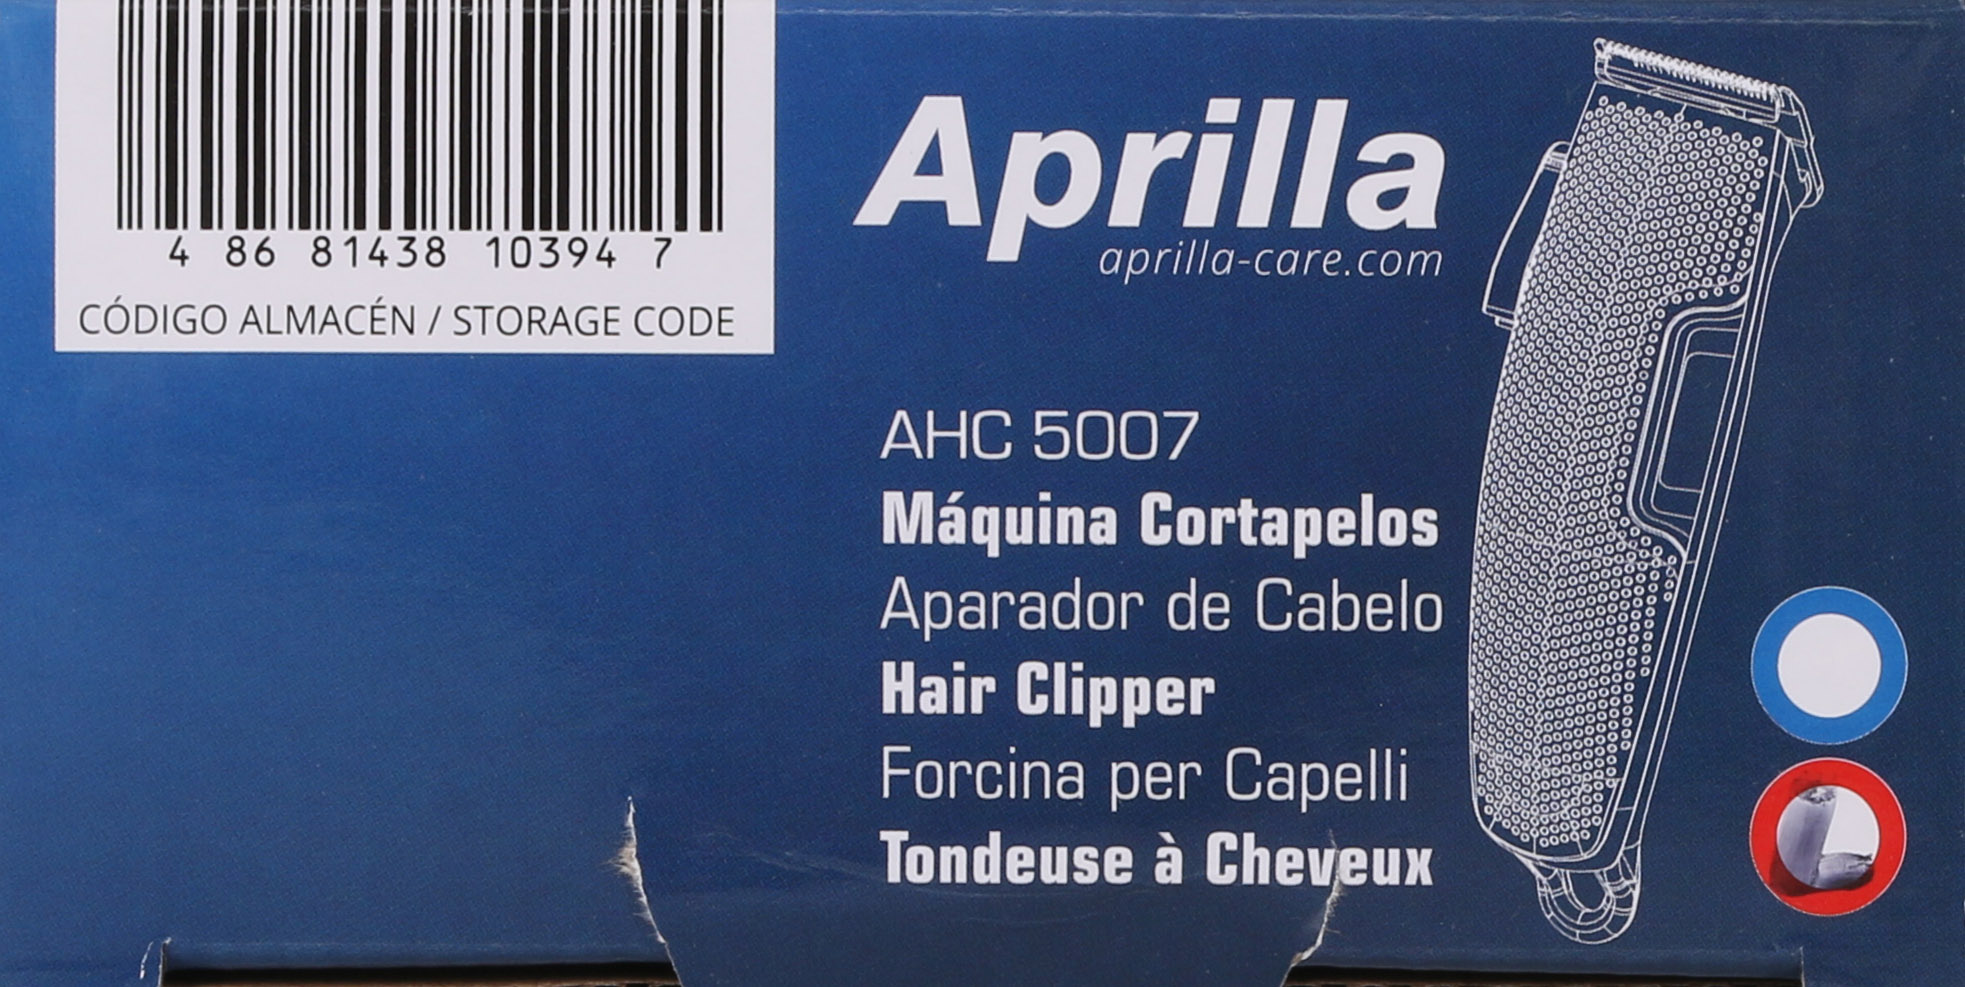 4 86 81438 10394 7
CÓDIGO ALMACÉN / STORAGE CODE
Aprilla
aprilla-care.com
AHC 5007
Máquina Cortapelos
Aparador de Cabelo
Hair Clipper
Forcina per Capelli
Tondeuse à Cheveux